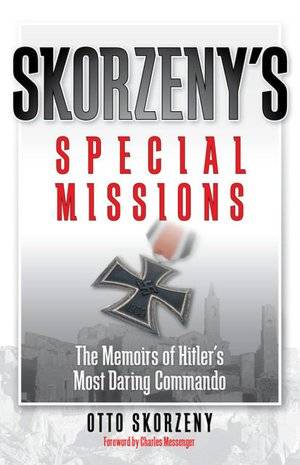 SKORZENY'S
SPECIAL
MISSIONS
The Memoirs of Hitler's
Most Daring Commando
OTTO SKORZENY
Foreword by Charles Messenger